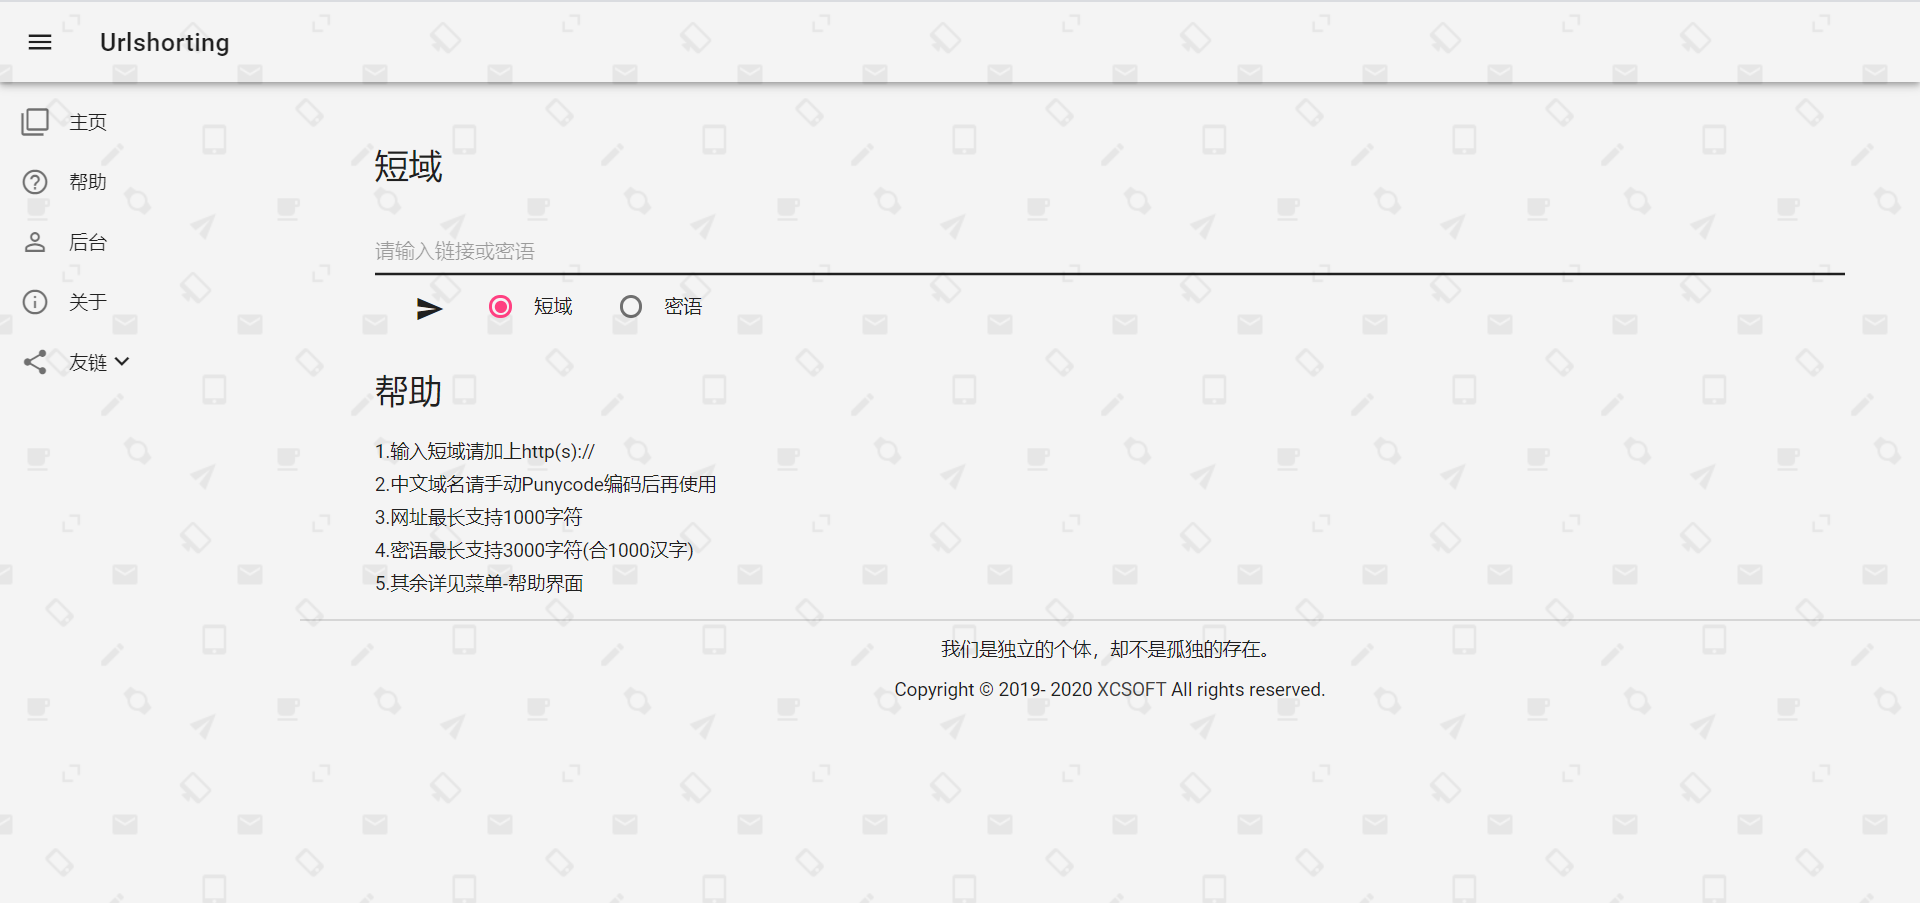 Urlshorting
主页
帮助
后台
关于
友链
短域
请输入链接或密语
短域 密语
帮助
1.输入短域请加上http(s)://
2.中文域名请手动Punycode编码后再使用
3.网址最长支持1000字符
4.密语最长支持3000字符(合1000汉字)
5.其余详见菜单-帮助界面
我们是独立的个体，却不是孤独的存在。
Copyright © 2019- 2020 XCSOFT All rights reserved.